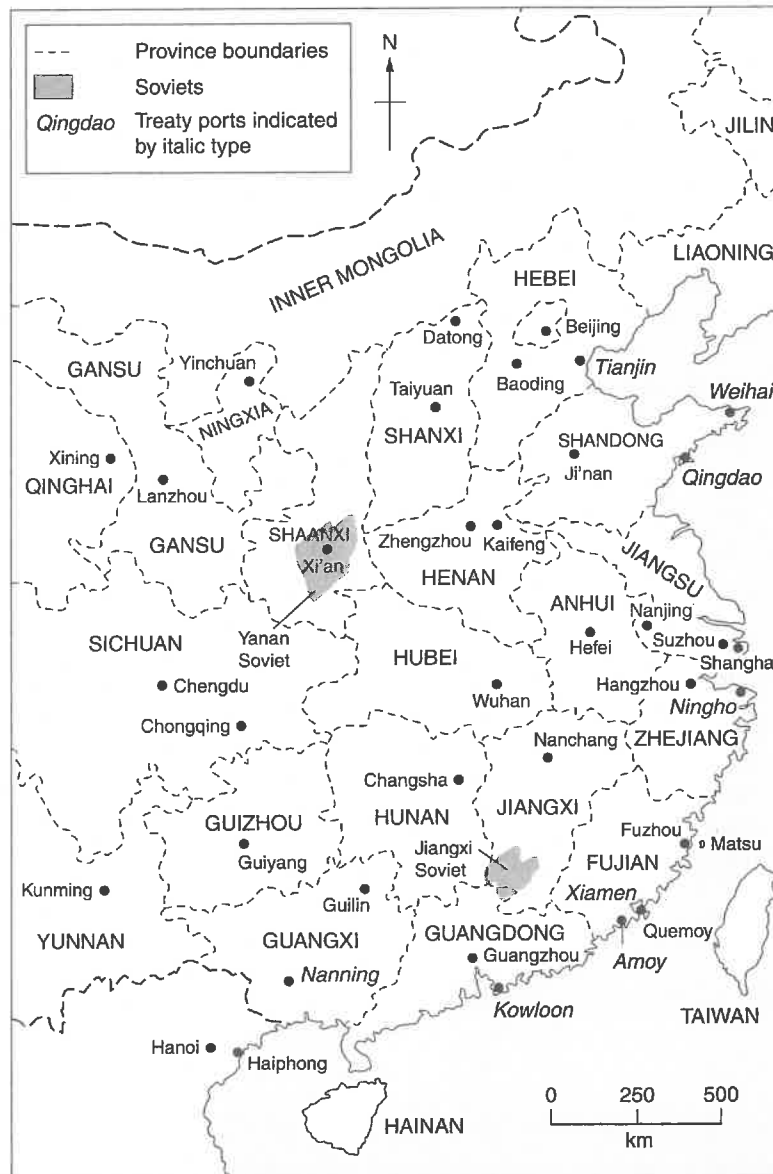 Province boundaries
Soviets
Qingdao
Treaty ports indicated
by italic type
N
JILIN
INNER MONGOLIA
LIAONING
HEBEI
Beijing
Datong
GANSU
Yinchuan
Tianjin
Baoding
Taiyuan
Weihai
NINGXIA
SHANXI
SHANDONG
Xining
Ji'nan
Qingdao
QINGHAI
Lanzhou
SHAANXI
Zhengzhou
Kaifeng
GANSU
Xi'an
HENAN
JIANGSU
ANHUI
Nanjing
SICHUAN
Yanan
Soviet
HUBEI
Hefei
Suzhou
Shangha
Chengdu
Wuhan
Hangzhou
Ningho
Chongqing
ZHEJIANG
Nanchang
Changsha
JIANGXI
GUIZHOU
HUNAN
Fuzhou
Matsu
Guiyang
Jiangxi
Soviet
FUJIAN
Kunming
Guilin
Xiamen
YUNNAN
GUANGXI
GUANGDONG
Quemoy
Guangzhou
Amoy
Nanning
Kowloon
TAIWAN
Hanoi
Haiphong
HAINAN
0 250 500
km